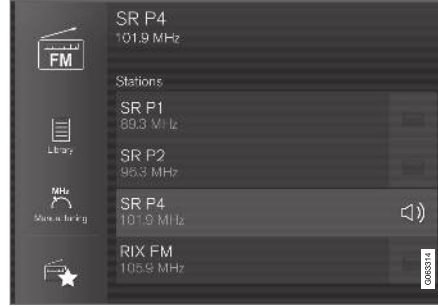 SR P4
101.9 MHz
FM
Stations
SR P1
89.3 MHz
Library
SR P2
96.3 MHz
MHz
Manual tuning
SR P4
101.9 MHz
RIX FM
105.9 MHz
G063314